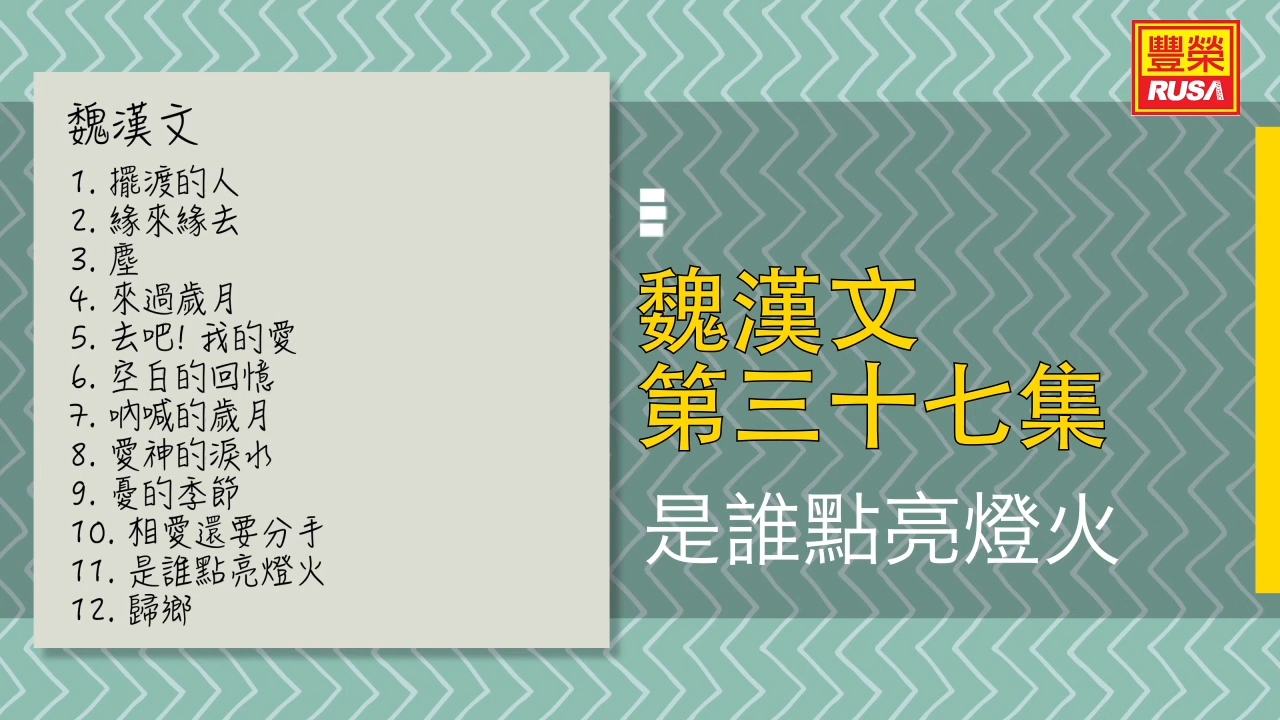 魏漢文
1. 擺渡的人
2. 緣來緣去
3. 塵
4. 來過歲月
5. 去吧! 我的愛
6. 空白的回憶
7. 吶喊的歲月
8. 愛神的淚水
9. 憂的季節
10. 相愛還要分手
11. 是誰點亮燈火
12. 歸鄉
豐榮
RUSA
魏漢文
第三十七集
是誰點亮燈火